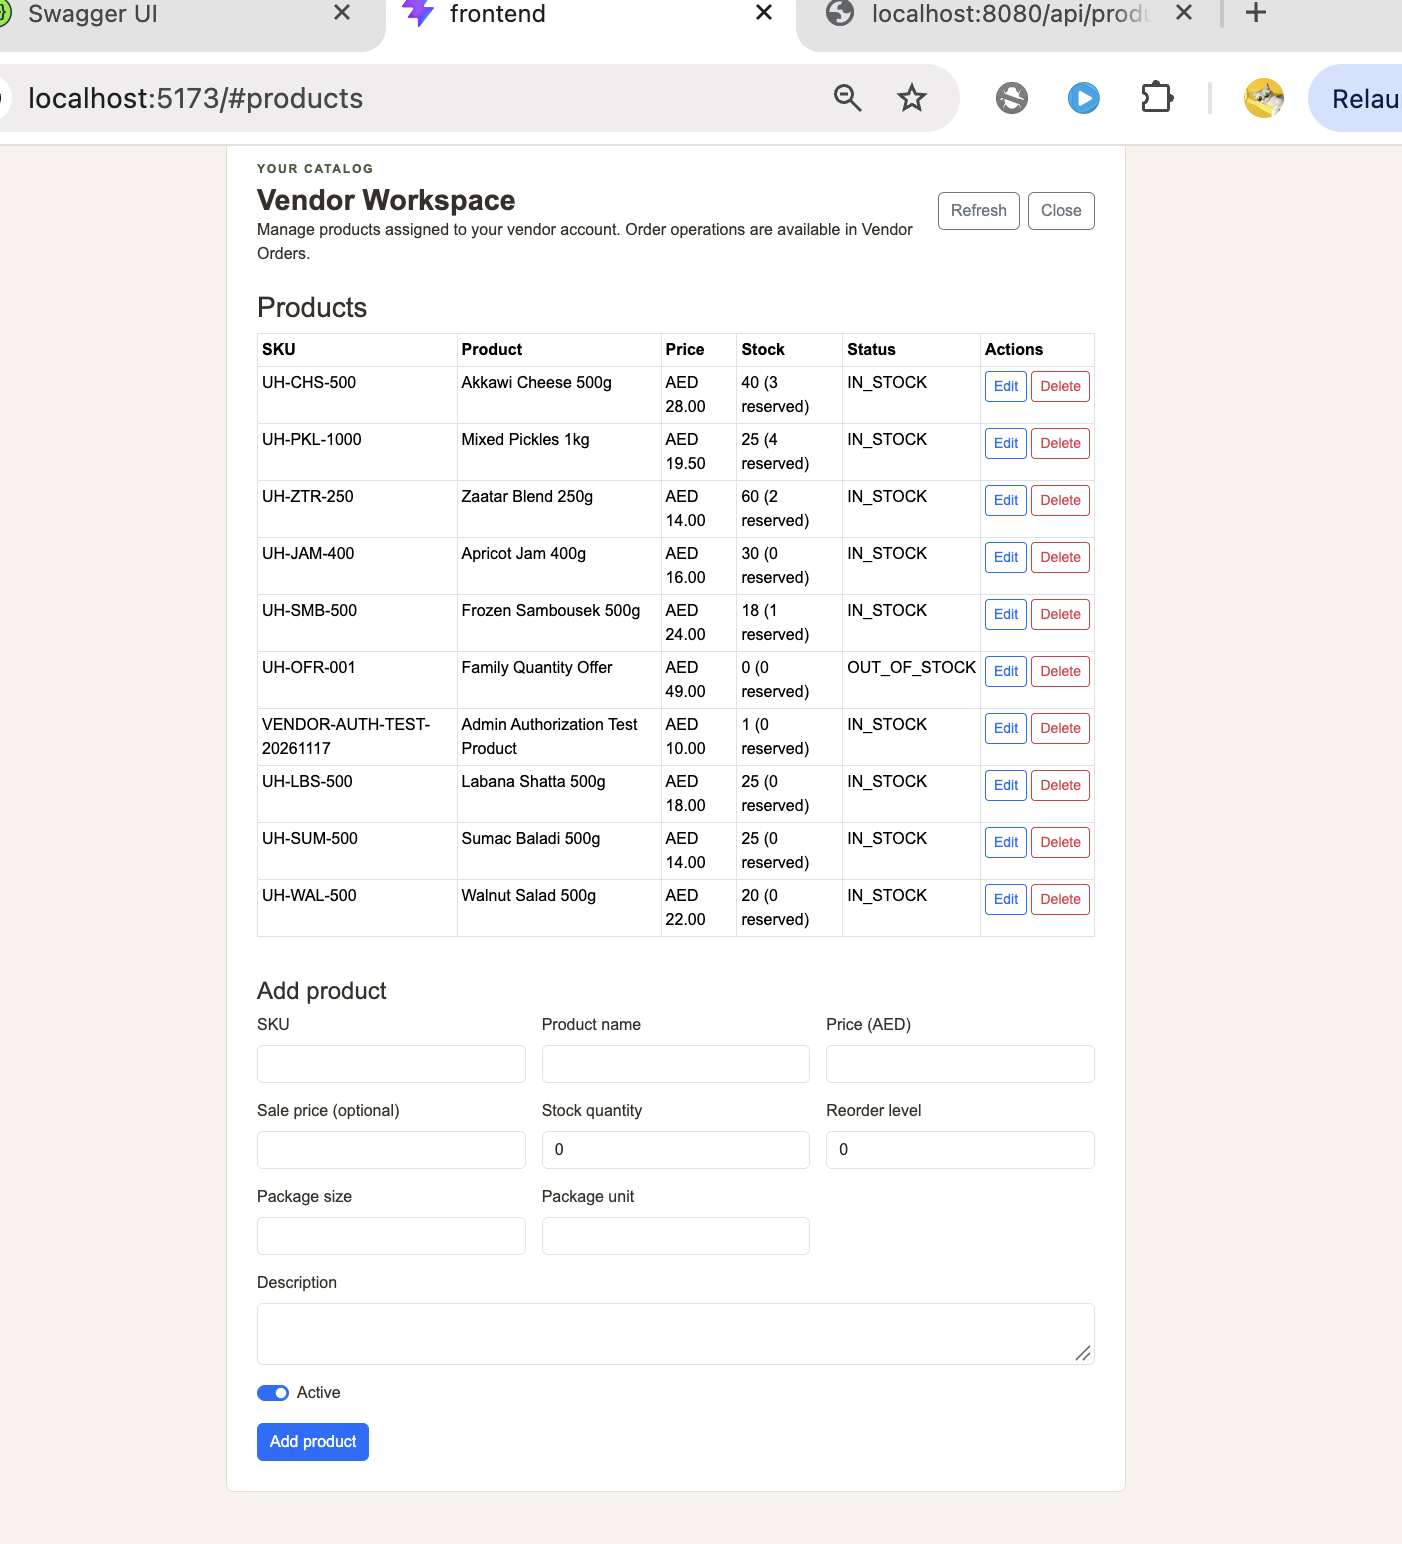 Swagger UI
frontend
localhost:8080/api/produ
localhost:5173/#products
Relau
YOUR CATALOG
Vendor Workspace
Manage products assigned to your vendor account. Order operations are available in Vendor
Orders.
Refresh
Close
Products
SKU Product Price Stock Status Actions
UH-CHS-500 Akkawi Cheese 500g AED 40 (3 IN_STOCK Edit Delete
28.00 reserved)
UH-PKL-1000 Mixed Pickles 1kg AED 25 (4 IN_STOCK Edit Delete
19.50 reserved)
UH-ZTR-250 Zaatar Blend 250g AED 60 (2 IN_STOCK Edit Delete
14.00 reserved)
UH-JAM-400 Apricot Jam 400g AED 30 (0 IN_STOCK Edit Delete
16.00 reserved)
UH-SMB-500 Frozen Sambousek 500g AED 18 (1 IN_STOCK Edit Delete
24.00 reserved)
UH-OFR-001 Family Quantity Offer AED 0 (0 OUT_OF_STOCK Edit Delete
49.00 reserved)
VENDOR-AUTH-TEST- Admin Authorization Test AED 1 (0 IN_STOCK Edit Delete
20261117 Product 10.00 reserved)
UH-LBS-500 Labana Shatta 500g AED 25 (0 IN_STOCK Edit Delete
18.00 reserved)
UH-SUM-500 Sumac Baladi 500g AED 25 (0 IN_STOCK Edit Delete
14.00 reserved)
UH-WAL-500 Walnut Salad 500g AED 20 (0 IN_STOCK Edit Delete
22.00 reserved)
Add product
SKU Product name Price (AED)
Sale price (optional) Stock quantity Reorder level
0 0
Package size Package unit
Description
Active
Add product